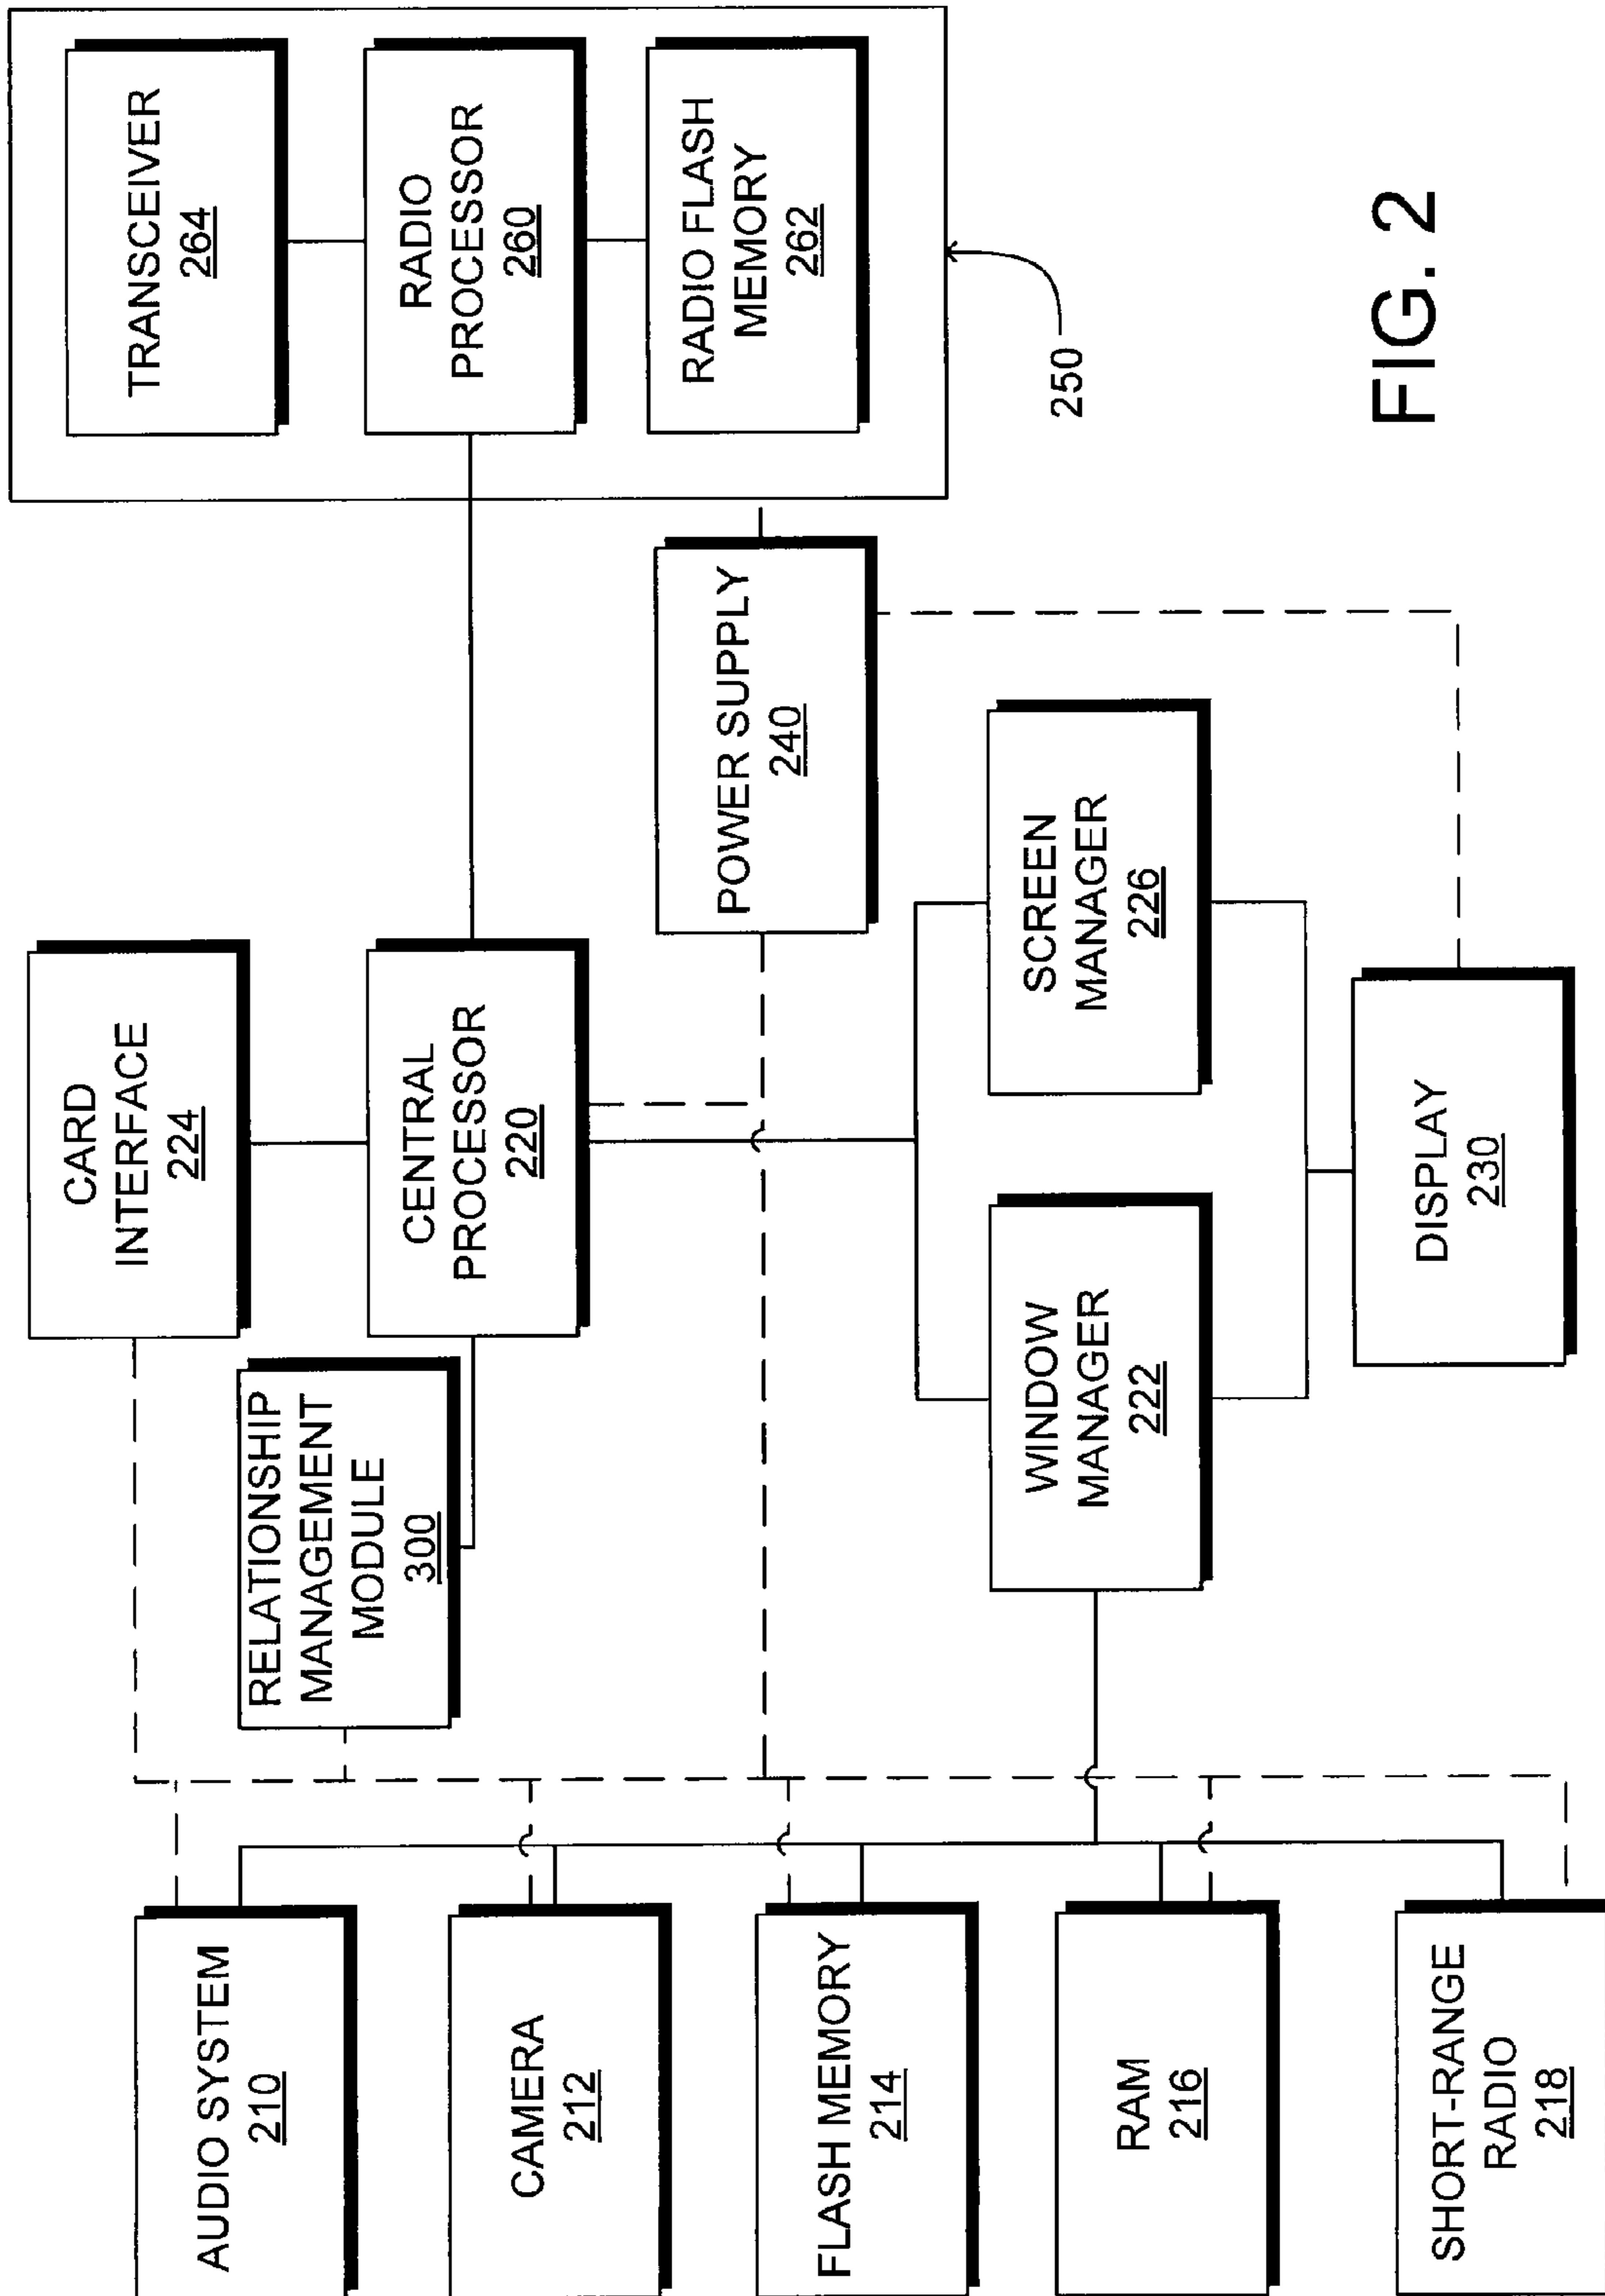 AUDIO SYSTEM
210
CAMERA
212
FLASH MEMORY
214
RAM
216
SHORT-RANGE
RADIO
218
RELATIONSHIP
MANAGEMENT
MODULE
300
CARD
INTERFACE
224
CENTRAL
PROCESSOR
220
WINDOW
MANAGER
222
SCREEN
MANAGER
226
DISPLAY
230
POWER SUPPLY
240
TRANSCEIVER
264
RADIO
PROCESSOR
260
RADIO FLASH
MEMORY
262
250
FIG. 2